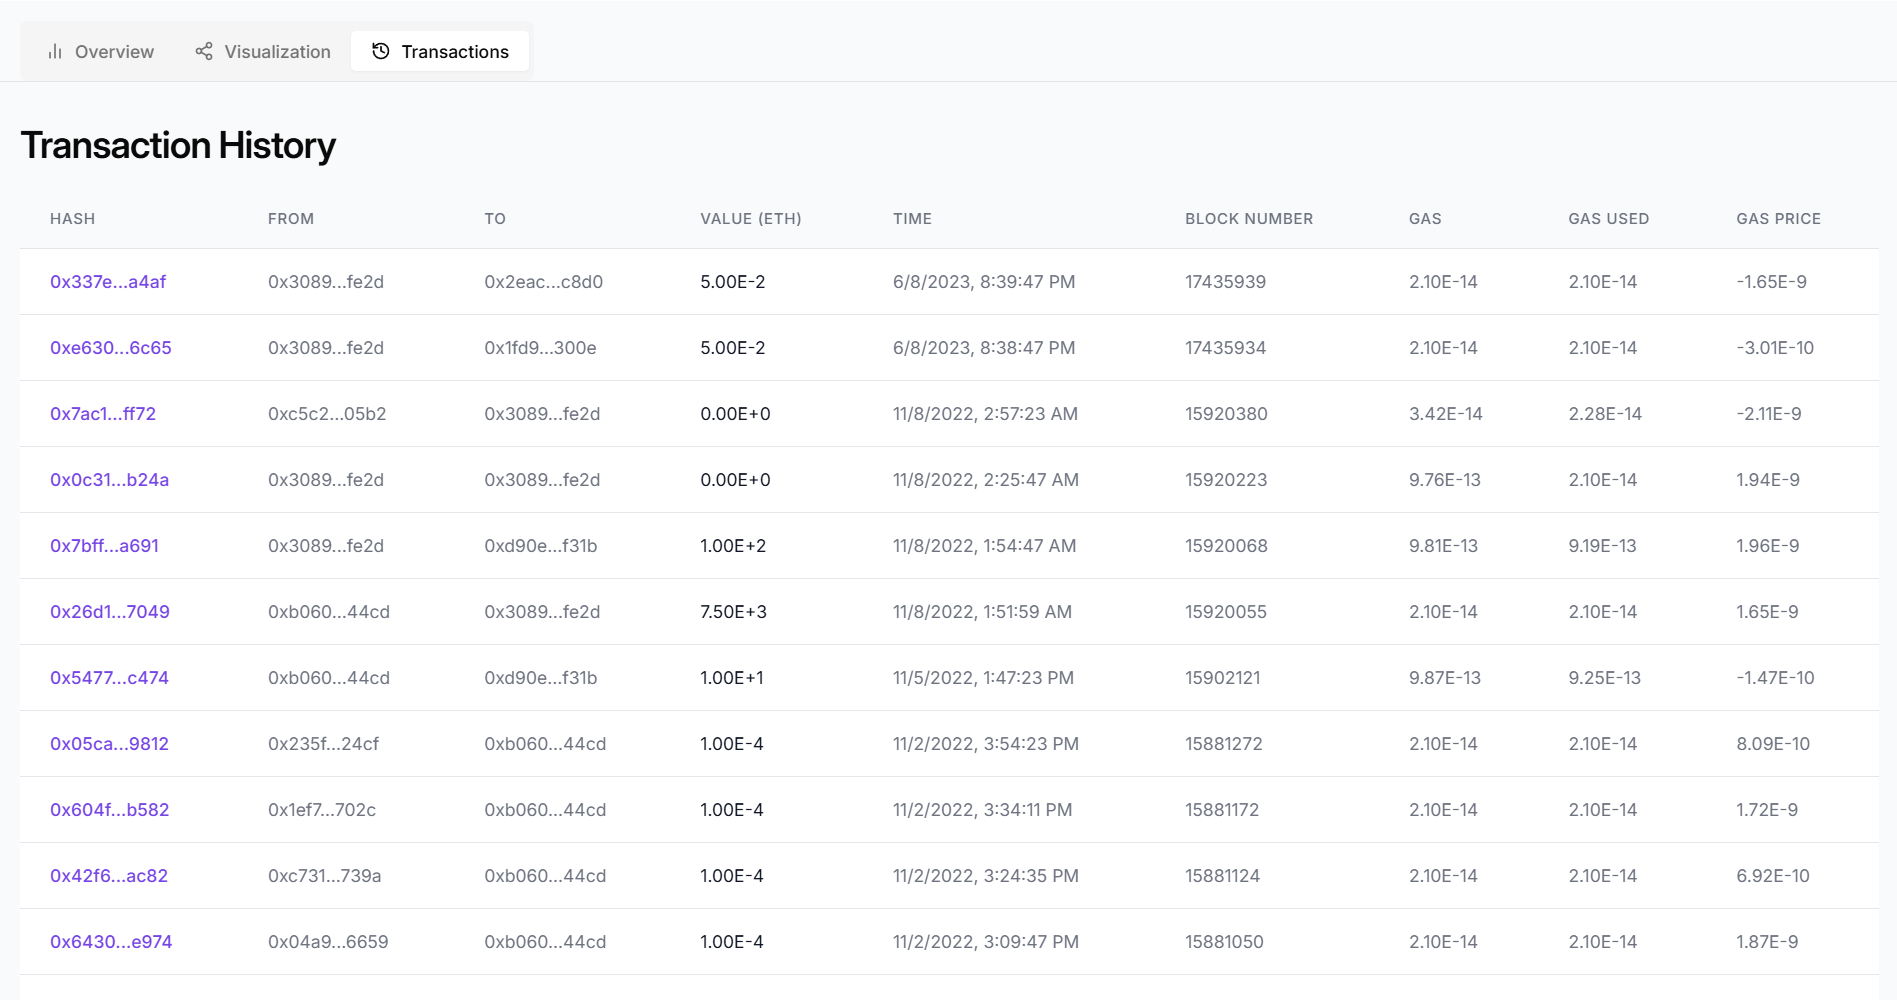 Overview Visualization Transactions
Transaction History
HASH FROM TO VALUE (ETH) TIME BLOCK NUMBER GAS GAS USED GAS PRICE
0x337e...a4af 0x3089...fe2d 0x2eac...c8d0 5.00E-2 6/8/2023, 8:39:47 PM 17435939 2.10E-14 2.10E-14 -1.65E-9
0xe630...6c65 0x3089...fe2d 0x1fd9...300e 5.00E-2 6/8/2023, 8:38:47 PM 17435934 2.10E-14 2.10E-14 -3.01E-10
0x7ac1...ff72 0xc5c2...05b2 0x3089...fe2d 0.00E+0 11/8/2022, 2:57:23 AM 15920380 3.42E-14 2.28E-14 -2.11E-9
0x0c31...b24a 0x3089...fe2d 0x3089...fe2d 0.00E+0 11/8/2022, 2:25:47 AM 15920223 9.76E-13 2.10E-14 1.94E-9
0x7bff...a691 0x3089...fe2d 0xd90e...f31b 1.00E+2 11/8/2022, 1:54:47 AM 15920068 9.81E-13 9.19E-13 1.96E-9
0x26d1...7049 0xb060...44cd 0x3089...fe2d 7.50E+3 11/8/2022, 1:51:59 AM 15920055 2.10E-14 2.10E-14 1.65E-9
0x5477...c474 0xb060...44cd 0xd90e...f31b 1.00E+1 11/5/2022, 1:47:23 PM 15902121 9.87E-13 9.25E-13 -1.47E-10
0x05ca...9812 0x235f...24cf 0xb060...44cd 1.00E-4 11/2/2022, 3:54:23 PM 15881272 2.10E-14 2.10E-14 8.09E-10
0x604f...b582 0x1ef7...702c 0xb060...44cd 1.00E-4 11/2/2022, 3:34:11 PM 15881172 2.10E-14 2.10E-14 1.72E-9
0x42f6...ac82 0xc731...739a 0xb060...44cd 1.00E-4 11/2/2022, 3:24:35 PM 15881124 2.10E-14 2.10E-14 6.92E-10
0x6430...e974 0x04a9...6659 0xb060...44cd 1.00E-4 11/2/2022, 3:09:47 PM 15881050 2.10E-14 2.10E-14 1.87E-9